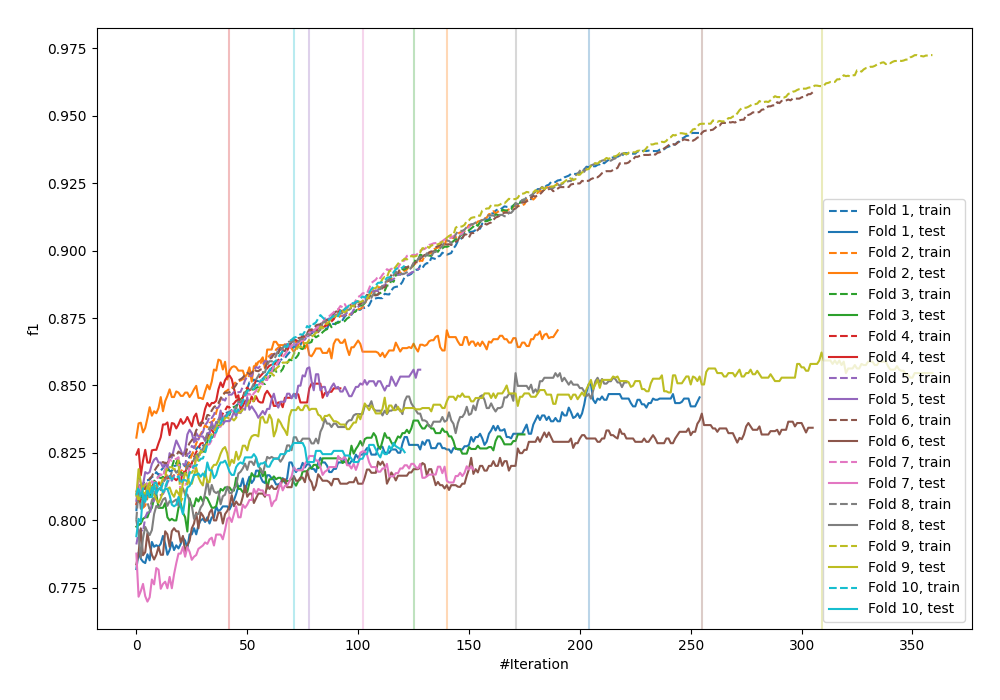 0.975
0.950
0.925
0.900
0.875
0.850
0.825
0.800
0.775
f1
0
50
100
150
200
250
300
350
#Iteration
Fold 1, train
Fold 1, test
Fold 2, train
Fold 2, test
Fold 3, train
Fold 3, test
Fold 4, train
Fold 4, test
Fold 5, train
Fold 5, test
Fold 6, train
Fold 6, test
Fold 7, train
Fold 7, test
Fold 8, train
Fold 8, test
Fold 9, train
Fold 9, test
Fold 10, train
Fold 10, test